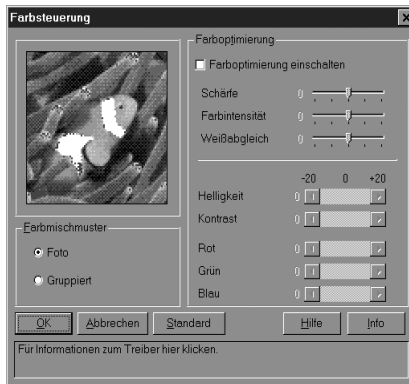 Farbsteuerung
Farboptimierung
Farboptimierung einschalten
Schärfe 0
Farbintensität 0
Weißabgleich 0
-20 0 +20
Helligkeit 0
Kontrast 0
Rot 0
Grün 0
Blau 0
Farbmischmuster
Foto
Gruppiert
OK Abbrechen Standard Hilfe Info
Für Informationen zum Treiber hier klicken.